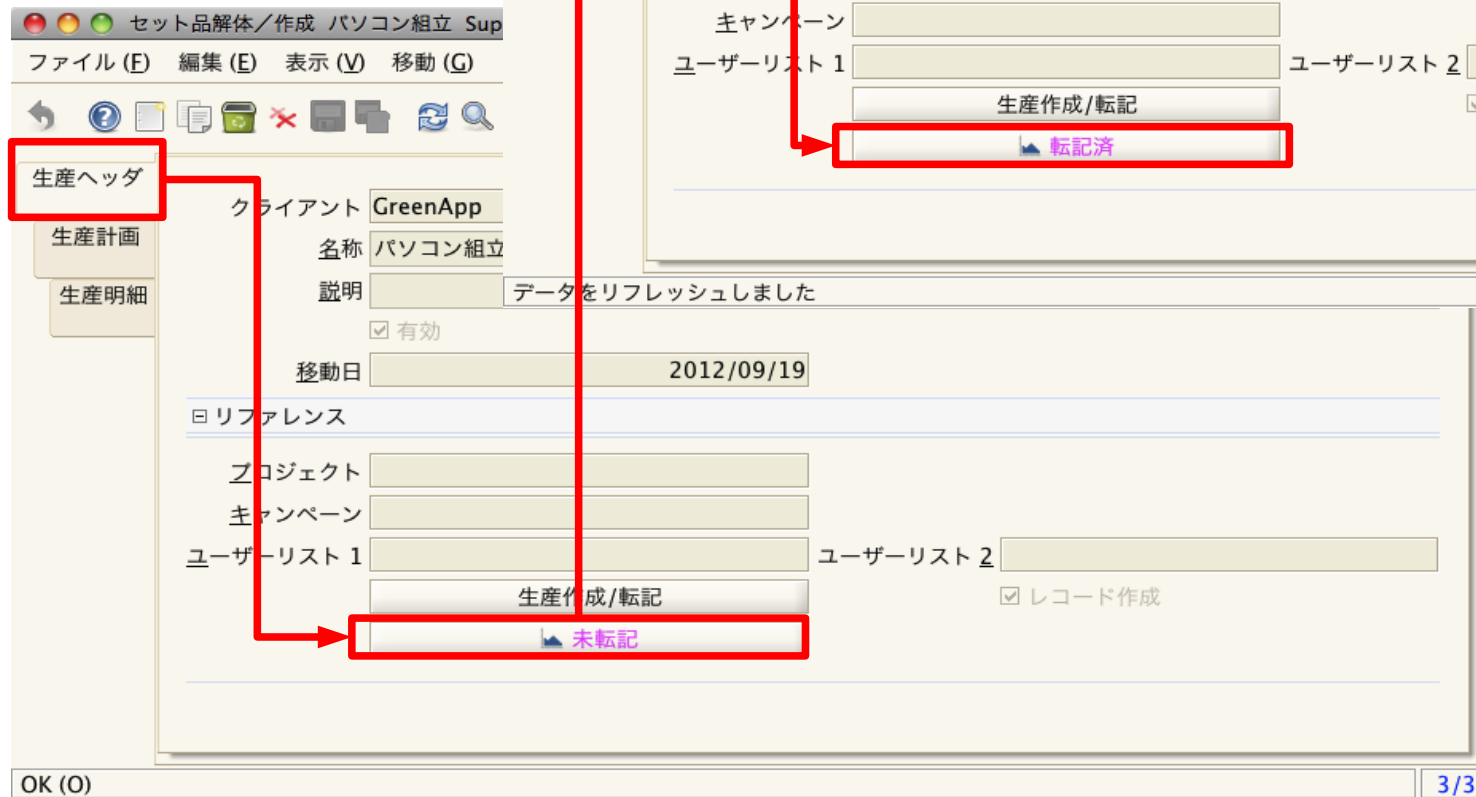 セット品解体／作成 パソコン組立 Sup
ファイル (F) 編集 (E) 表示 (V) 移動 (G)
生産ヘッダ
生産計画
生産明細
クライアント GreenApp
名称 パソコン組立
説明
有効
移動日 2012/09/19
リファレンス
プロジェクト
キャンペーン
ユーザーリスト 1 ユーザーリスト 2
生産作成/転記 レコード作成
未転記
OK (O) 3/3
キャンペーン
ユーザーリスト 1 ユーザーリスト 2
生産作成/転記
転記済
データをリフレッシュしました